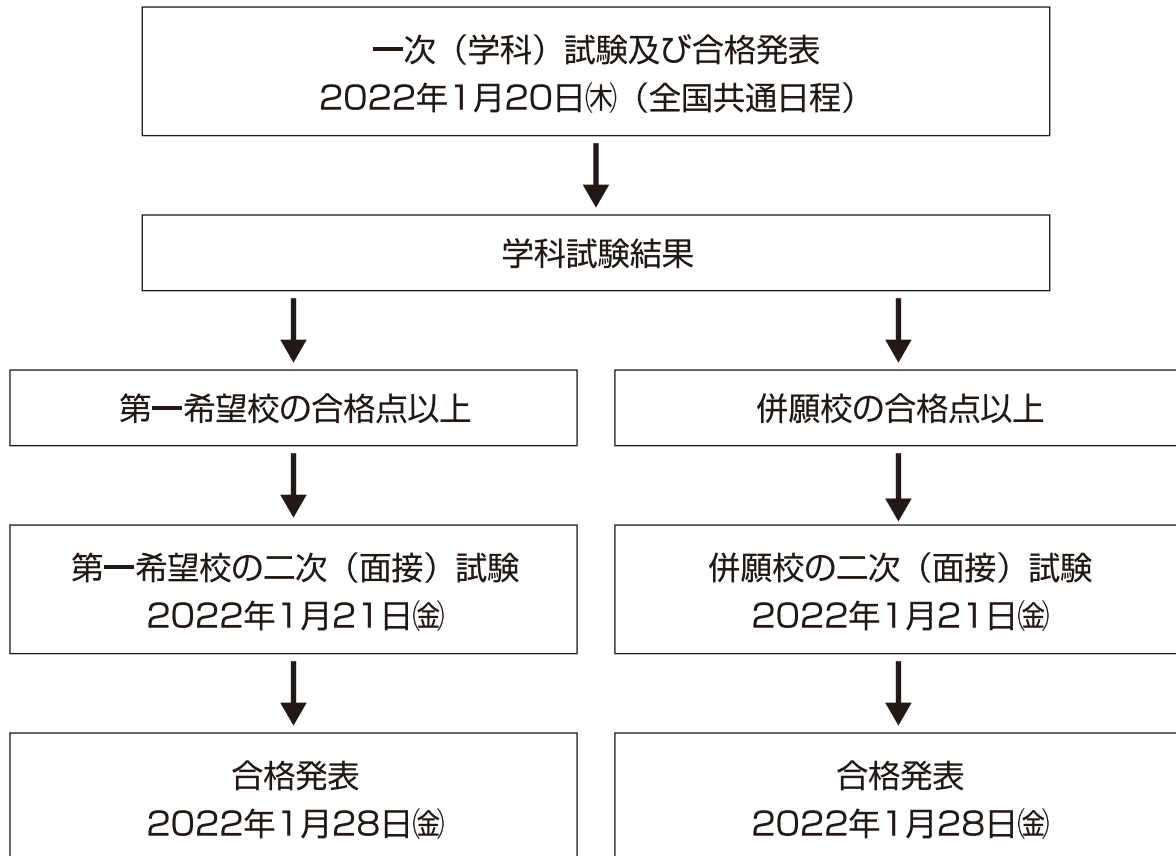 一次（学科）試験及び合格発表
2022年1月20日㈭（全国共通日程）
学科試験結果
第一希望校の合格点以上
併願校の合格点以上
第一希望校の二次（面接）試験
2022年1月21日㈮
併願校の二次（面接）試験
2022年1月21日㈮
合格発表
2022年1月28日㈮
合格発表
2022年1月28日㈮